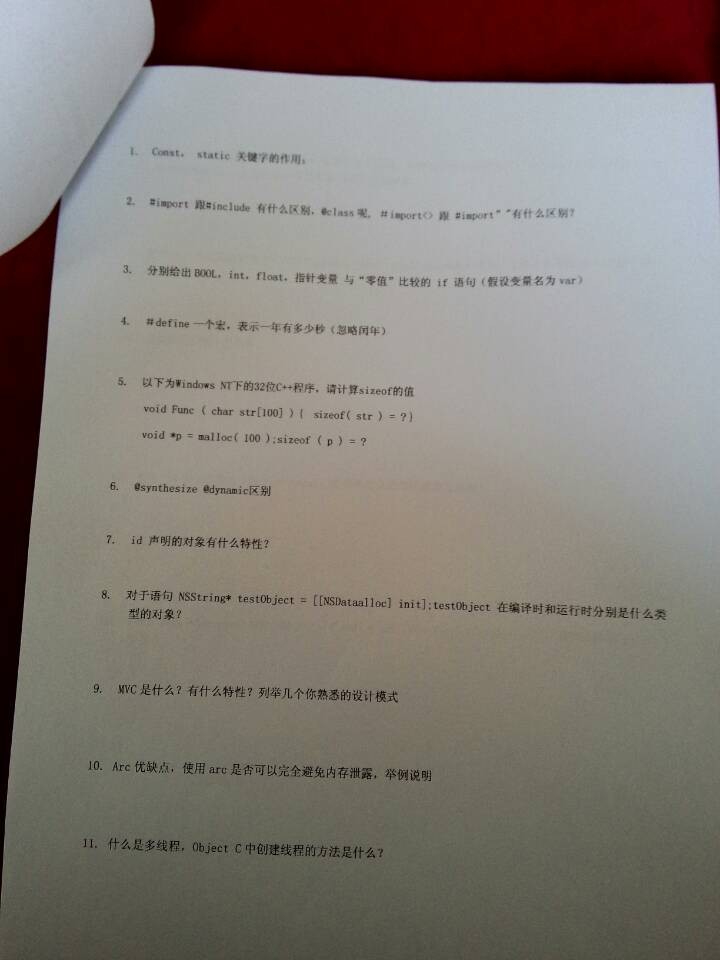 1. Const, static 关键字的作用；
2. #import 跟#include 有什么区别，@class呢, ＃import<> 跟 #import” ”有什么区别？
3. 分别给出 BOOL，int，float，指针变量 与“零值”比较的 if 语句（假设变量名为 var）
4. ＃define 一个宏，表示一年有多少秒（忽略闰年）
5. 以下为Windows NT下的32位C++程序，请计算sizeof的值
void Func ( char str[100] ) { sizeof( str ) = ?}
void *p = malloc( 100 );sizeof ( p ) = ?
6. @synthesize @dynamic区别
7. id 声明的对象有什么特性？
8. 对于语句 NSString* testObject = [[NSDataalloc] init];testObject 在编译时和运行时分别是什么类
型的对象？
9. MVC 是什么？有什么特性？列举几个你熟悉的设计模式
10. Arc 优缺点，使用 arc 是否可以完全避免内存泄露，举例说明
11. 什么是多线程，Object C 中创建线程的方法是什么？